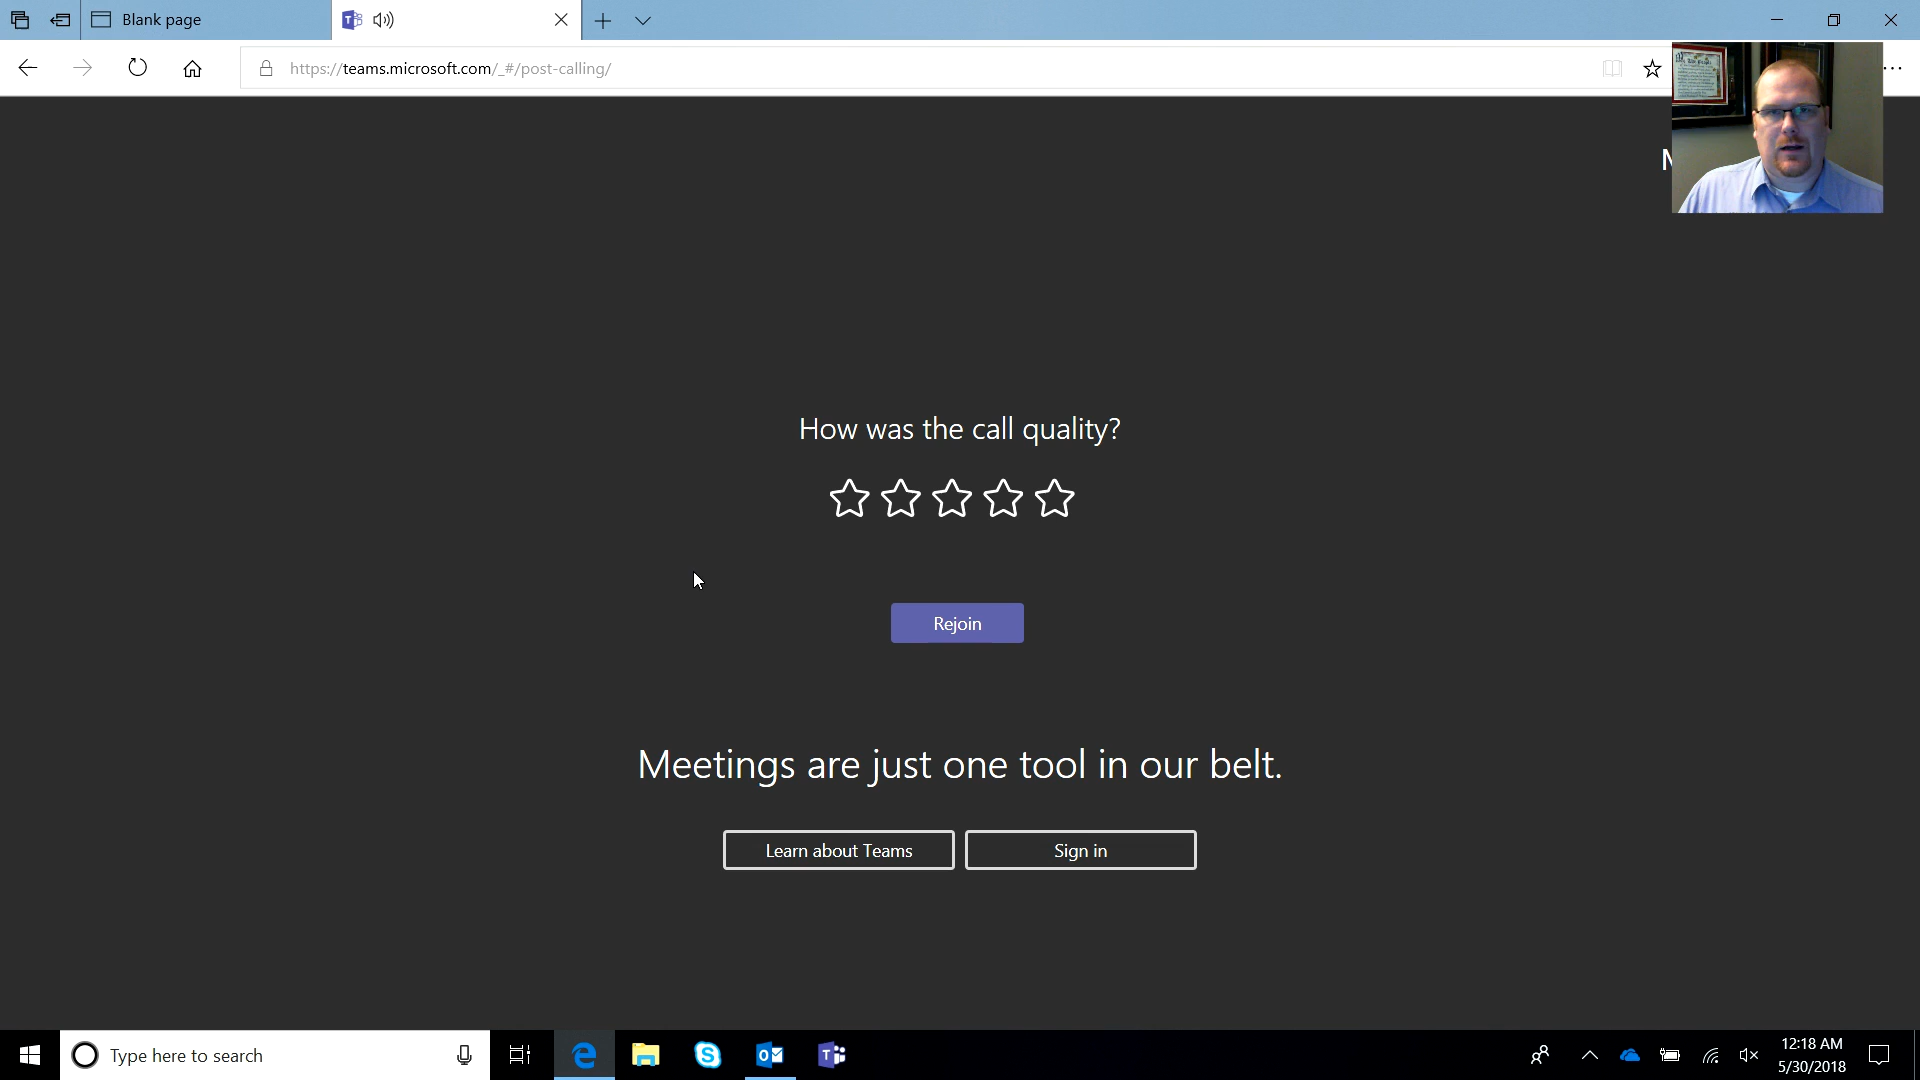 Blank page
https://teams.microsoft.com/_#/post-calling/
How was the call quality?
Rejoin
Meetings are just one tool in our belt.
Learn about Teams
Sign in
Type here to search
12:18 AM
5/30/2018